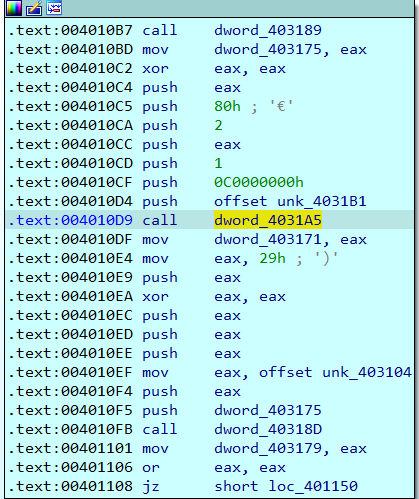 .text:004010B7 call dword_403189
.text:004010BD mov dword_403175, eax
.text:004010C2 xor eax, eax
.text:004010C4 push eax
.text:004010C5 push 80h ; '€'
.text:004010CA push 2
.text:004010CC push eax
.text:004010CD push 1
.text:004010CF push 0C0000000h
.text:004010D4 push offset unk_4031B1
.text:004010D9 call dword_4031A5
.text:004010DF mov dword_403171, eax
.text:004010E4 mov eax, 29h ; ')'
.text:004010E9 push eax
.text:004010EA xor eax, eax
.text:004010EC push eax
.text:004010ED push eax
.text:004010EE push eax
.text:004010EF mov eax, offset unk_403104
.text:004010F4 push eax
.text:004010F5 push dword_403175
.text:004010FB call dword_40318D
.text:00401101 mov dword_403179, eax
.text:00401106 or eax, eax
.text:00401108 jz short loc_401150